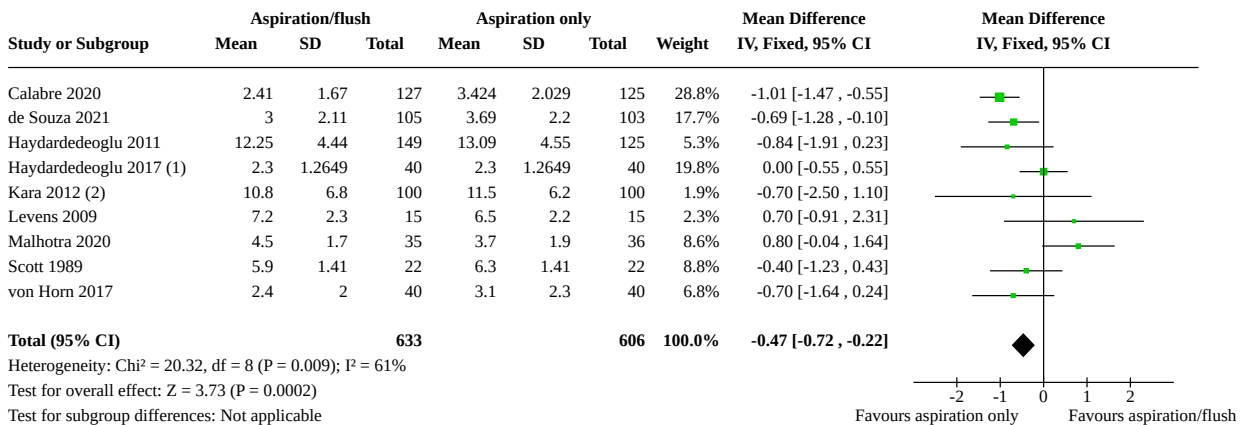 Aspiration/flush Aspiration only Mean Difference Mean Difference
Study or Subgroup Mean SD Total Mean SD Total Weight IV, Fixed, 95% CI IV, Fixed, 95% CI
Calabre 2020 2.41 1.67 127 3.424 2.029 125 28.8% -1.01 [-1.47 , -0.55]
de Souza 2021 3 2.11 105 3.69 2.2 103 17.7% -0.69 [-1.28 , -0.10]
Haydardedeoglu 2011 12.25 4.44 149 13.09 4.55 125 5.3% -0.84 [-1.91 , 0.23]
Haydardedeoglu 2017 (1) 2.3 1.2649 40 2.3 1.2649 40 19.8% 0.00 [-0.55 , 0.55]
Kara 2012 (2) 10.8 6.8 100 11.5 6.2 100 1.9% -0.70 [-2.50 , 1.10]
Levens 2009 7.2 2.3 15 6.5 2.2 15 2.3% 0.70 [-0.91 , 2.31]
Malhotra 2020 4.5 1.7 35 3.7 1.9 36 8.6% 0.80 [-0.04 , 1.64]
Scott 1989 5.9 1.41 22 6.3 1.41 22 8.8% -0.40 [-1.23 , 0.43]
von Horn 2017 2.4 2 40 3.1 2.3 40 6.8% -0.70 [-1.64 , 0.24]
Total (95% CI) 633 606 100.0% -0.47 [-0.72 , -0.22]
Heterogeneity: Chi² = 20.32, df = 8 (P = 0.009); I² = 61%
Test for overall effect: Z = 3.73 (P = 0.0002)
-2 -1 0 1 2
Test for subgroup differences: Not applicable Favours aspiration only Favours aspiration/flush